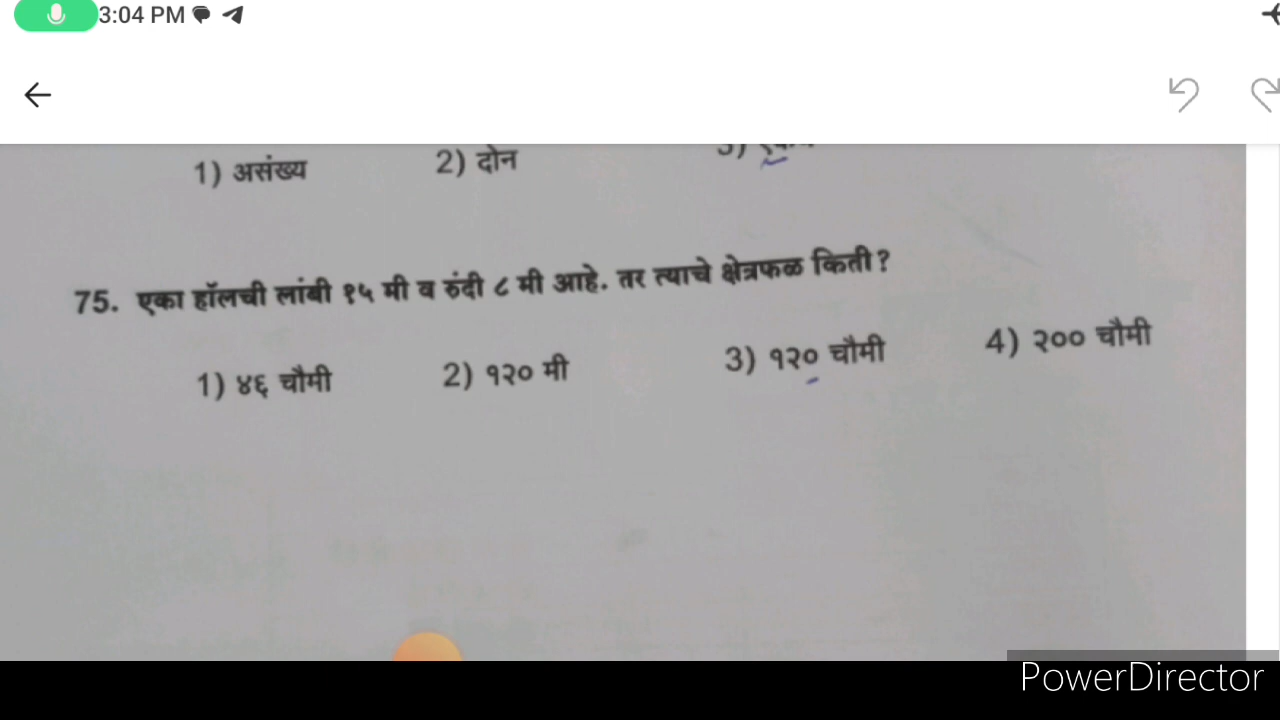 3:04 PM
1) असंख्य 2) दोन
75. एका हॉलची लांबी १५ मी व रुंदी ८ मी आहे. तर त्याचे क्षेत्रफळ किती?
1) ४६ चौमी 2) १२० मी 3) १२० चौमी 4) २०० चौमी
PowerDirector